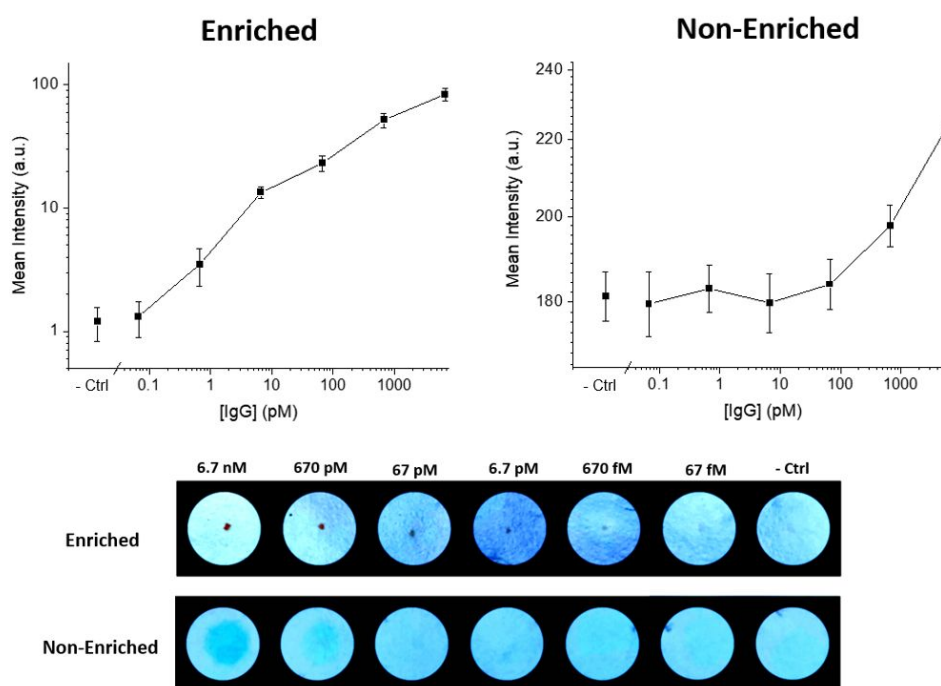 Enriched
Non-Enriched
100
10
1
Mean Intensity (a.u.)
- Ctrl
0.1
1
10
100
1000
[IgG] (pM)
240
220
200
180
Mean Intensity (a.u.)
- Ctrl
0.1
1
10
100
1000
[IgG] (pM)
6.7 nM
670 pM
67 pM
6.7 pM
670 fM
67 fM
- Ctrl
Enriched
Non-Enriched